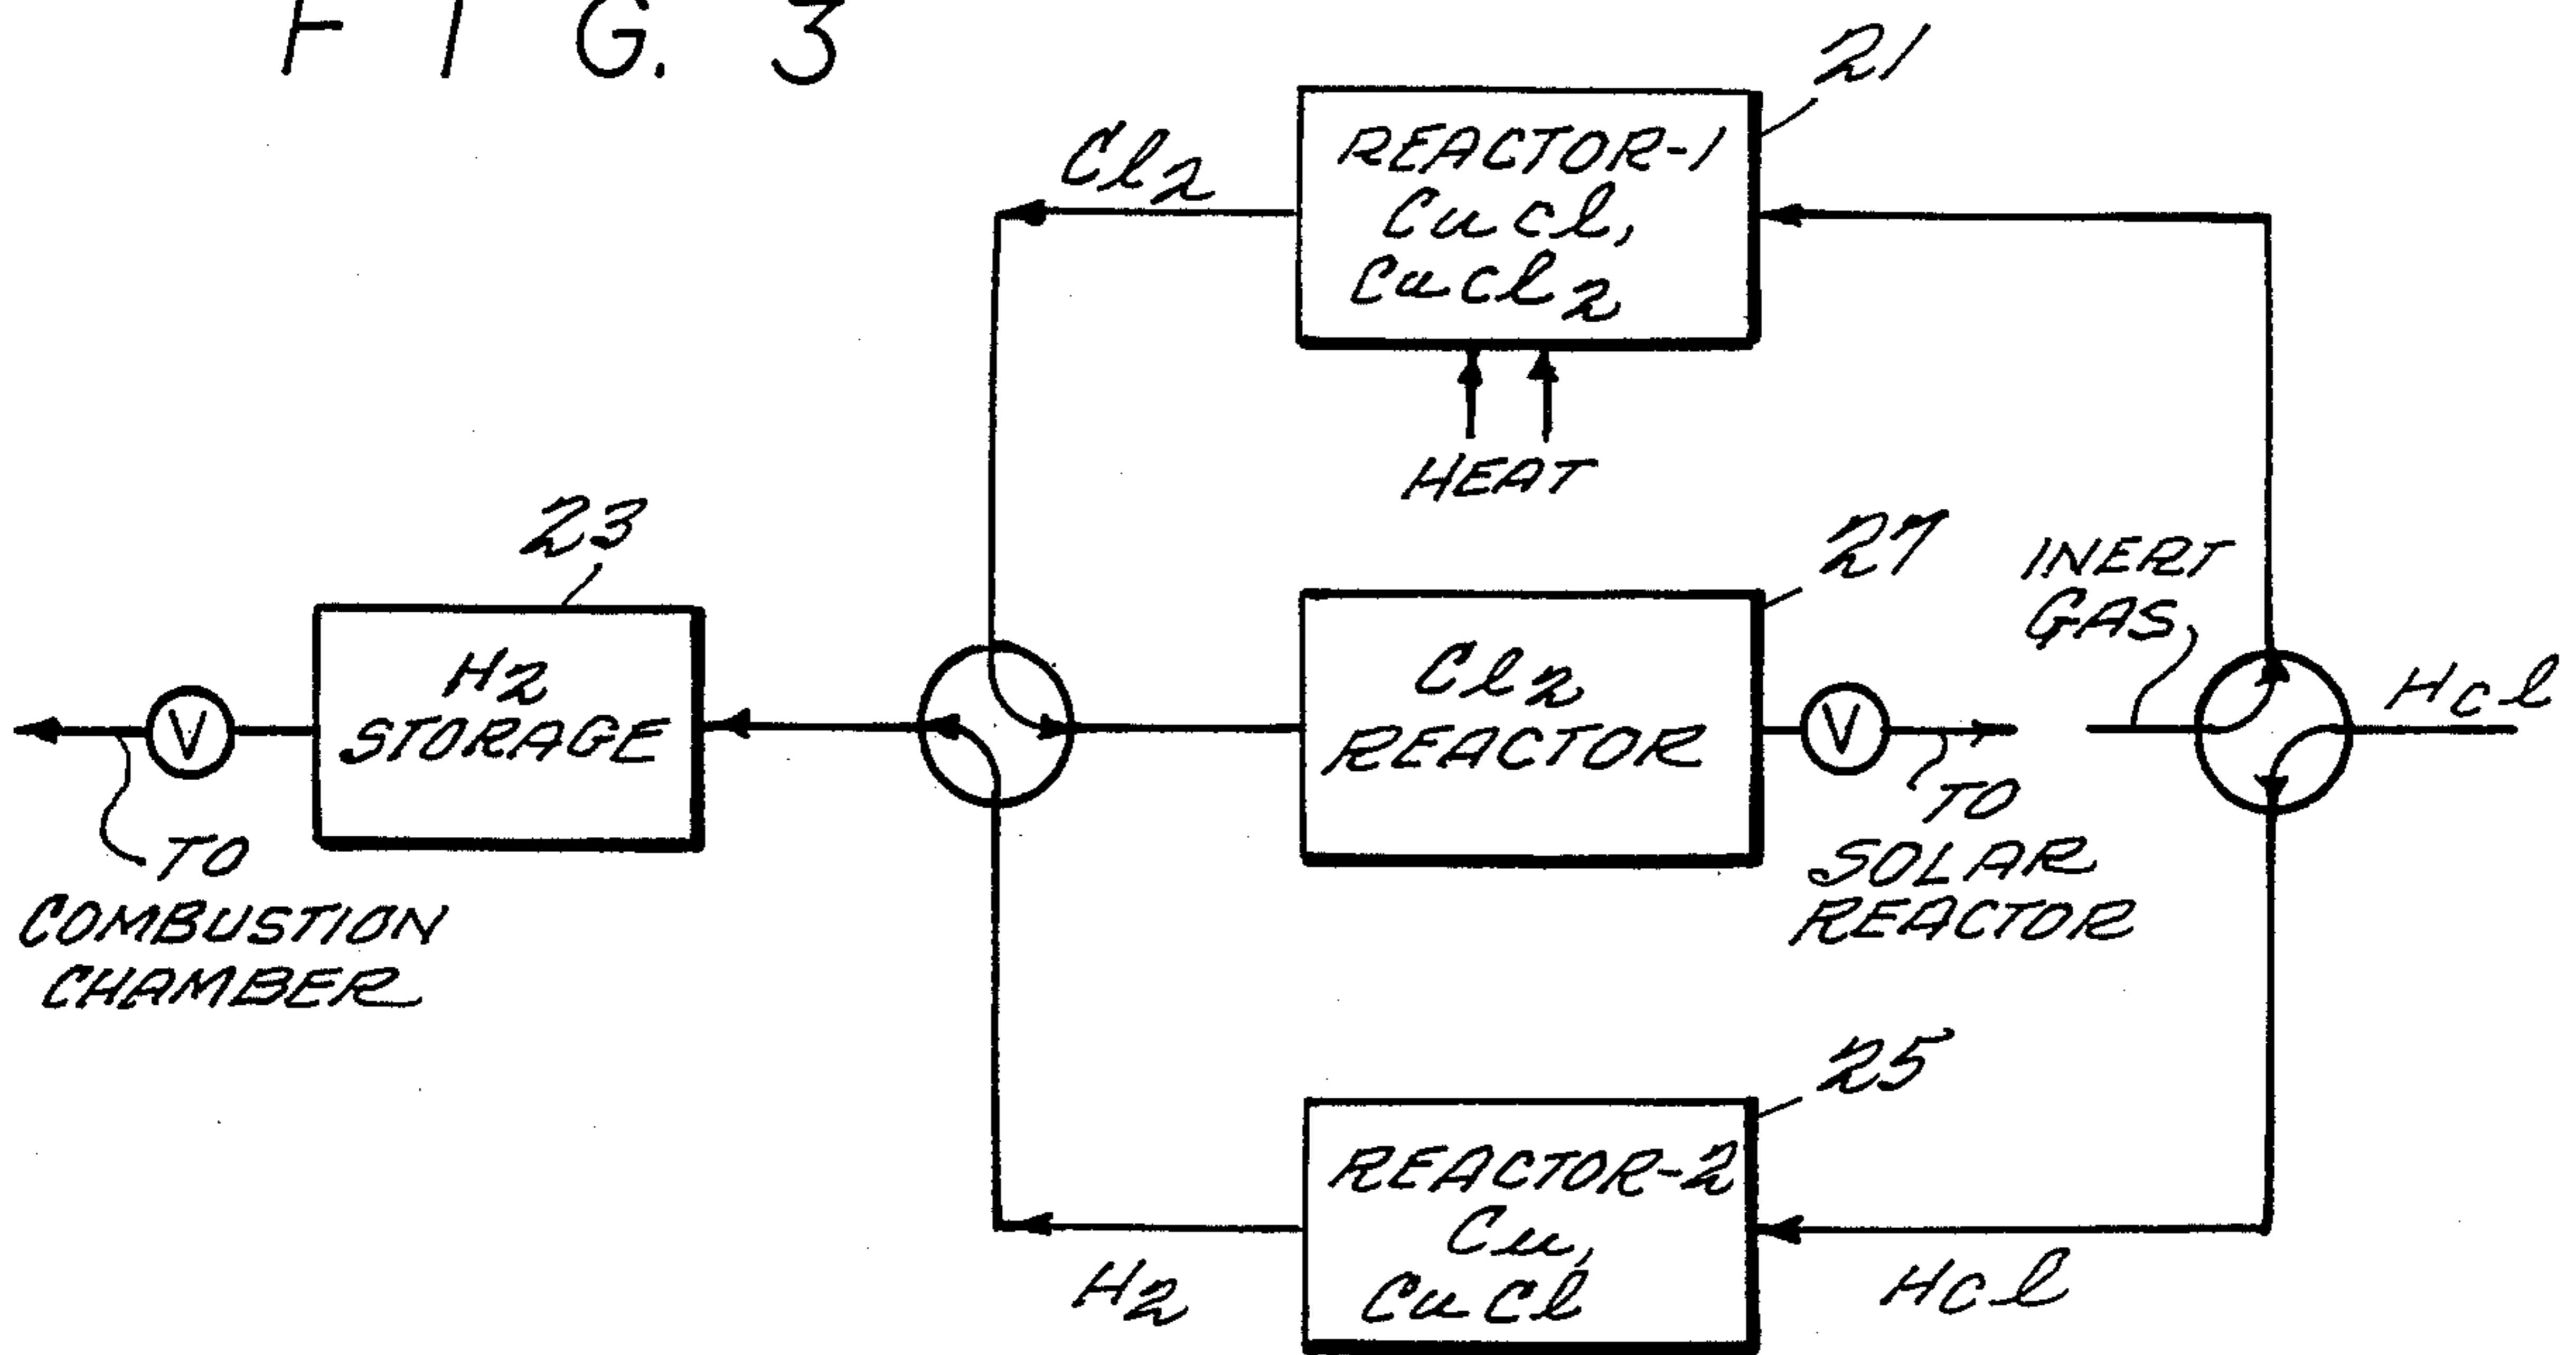 FIG. 3
21
REACTOR-1
CuCl,
CuCl2
Cl2
HEAT
23
H2
STORAGE
V
TO
COMBUSTION
CHAMBER
27
Cl2
REACTOR
V
TO
SOLAR
REACTOR
INERT
GAS
HCl
25
REACTOR-2
Cu,
CuCl
H2
HCl